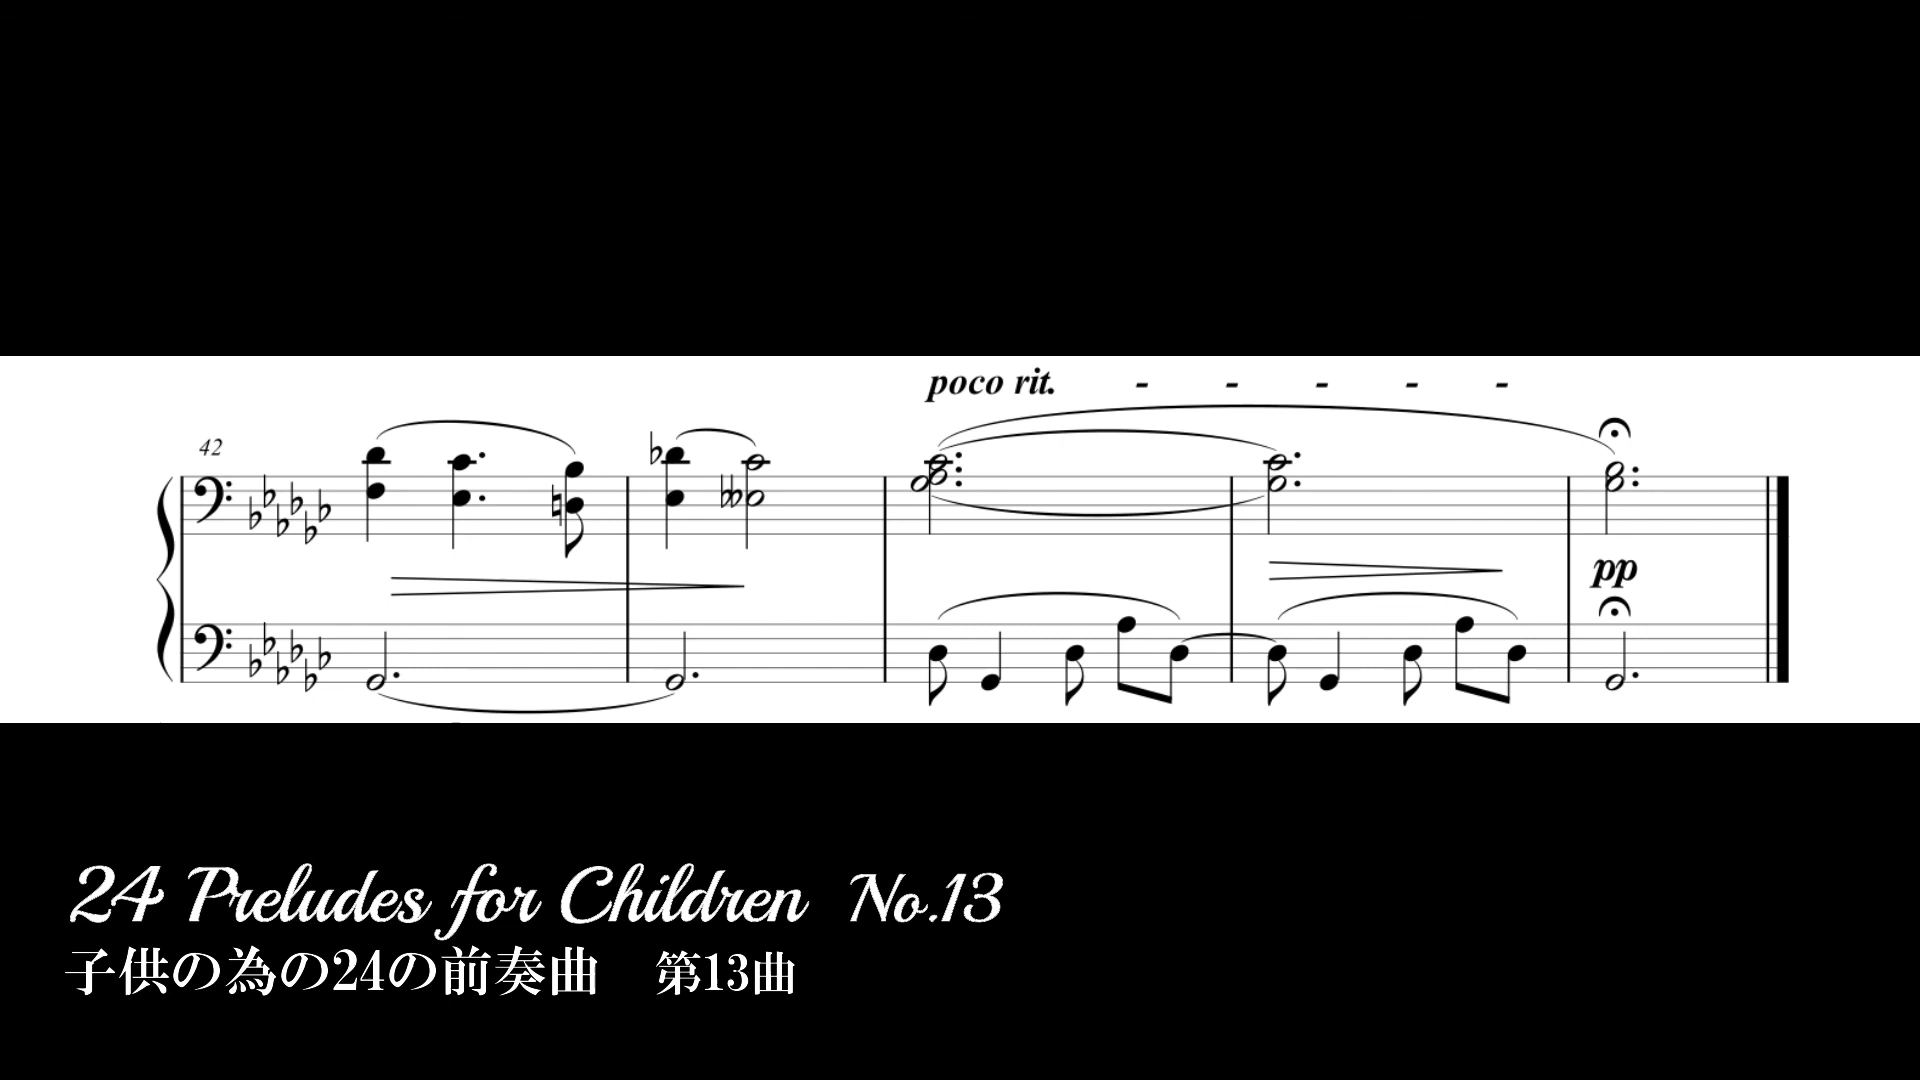 poco rit. - - - - -
42
pp
24 Preludes for Children No.13
子供の為の24の前奏曲 第13曲